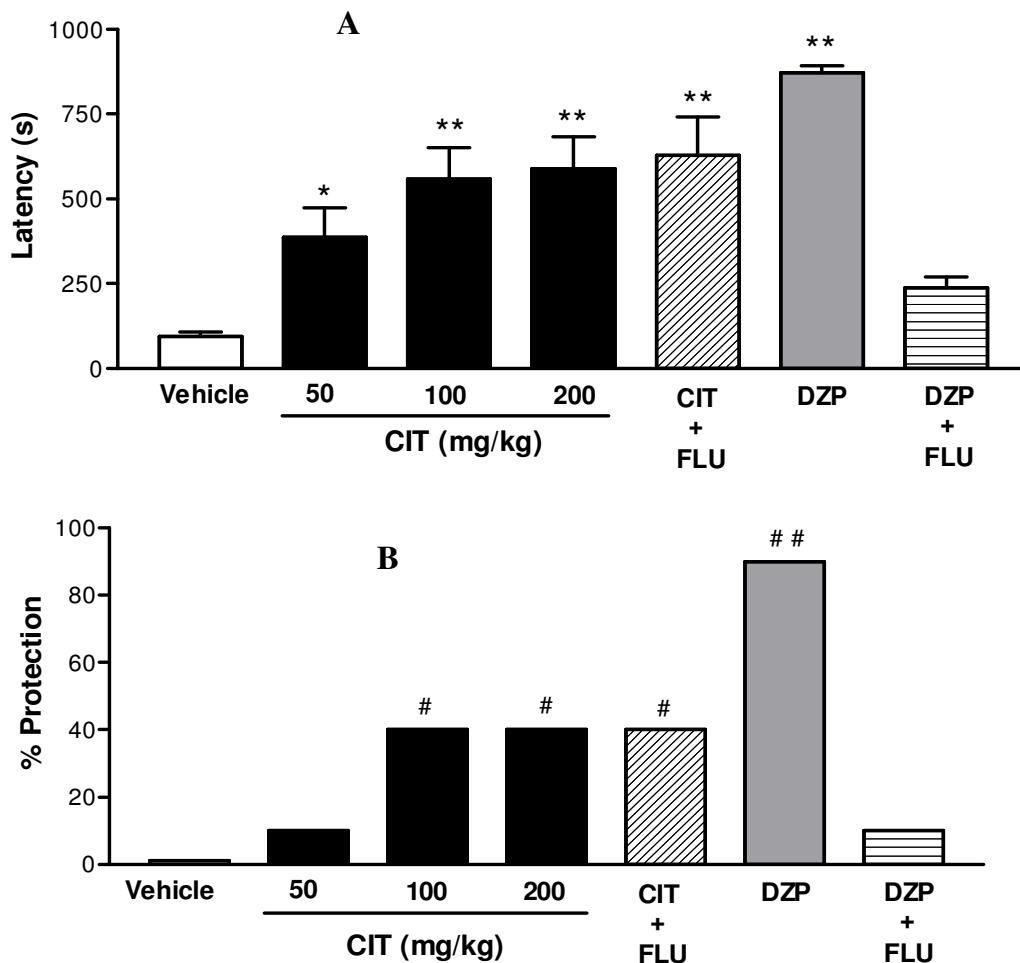 A
Latency (s)
1000
750
500
250
0
*
**
**
**
**
Vehicle
50
100
200
CIT
+
FLU
DZP
DZP
+
FLU
CIT (mg/kg)
B
% Protection
100
80
60
40
20
0
#
#
#
# #
Vehicle
50
100
200
CIT
+
FLU
DZP
DZP
+
FLU
CIT (mg/kg)